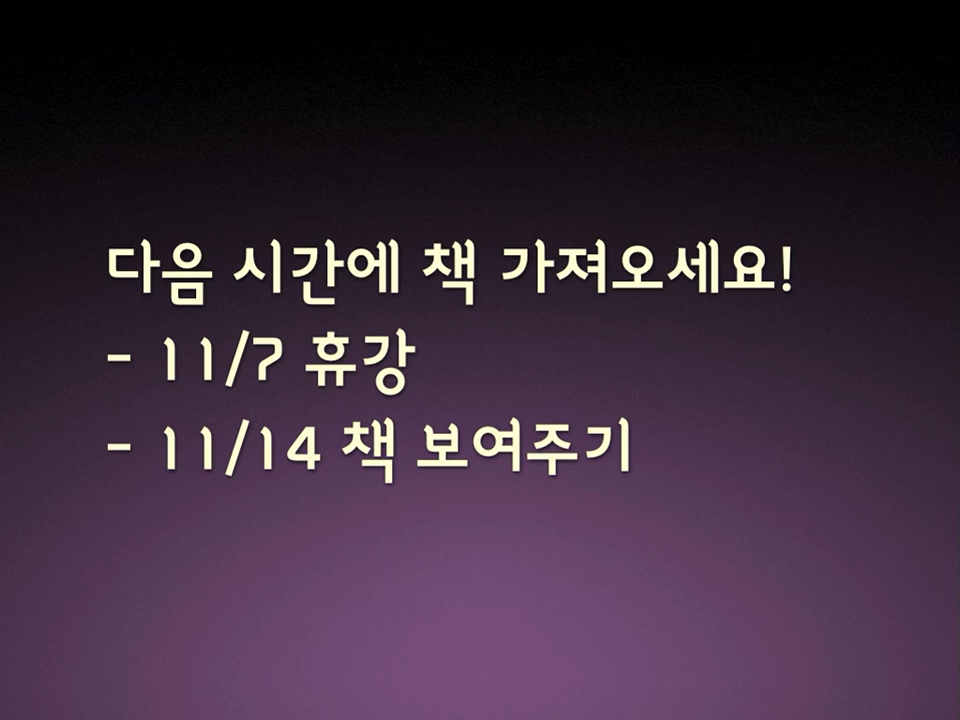 다음 시간에 책 가져오세요!
- 11/7 휴강
- 11/14 책 보여주기